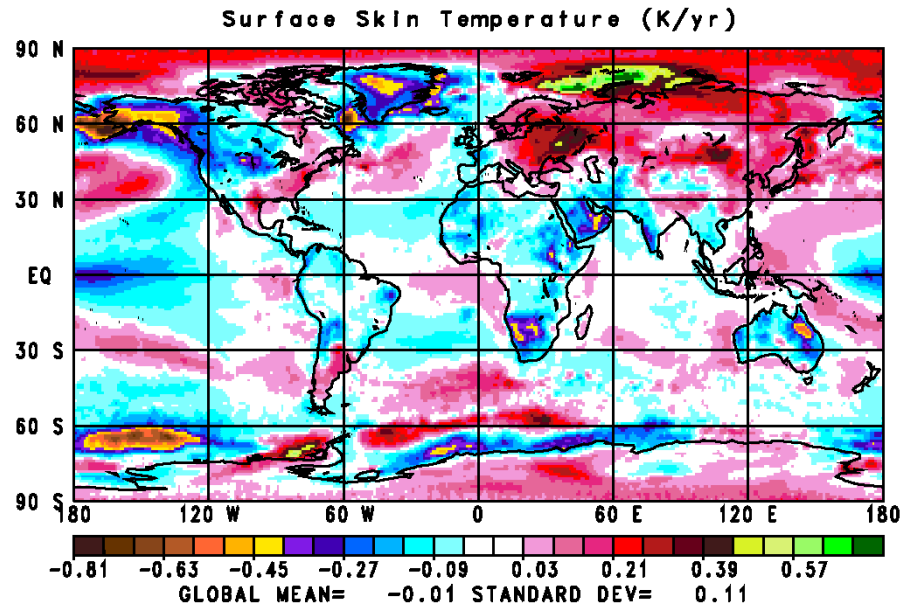 Surface Skin Temperature (K/yr)
90 N
60 N
30 N
EQ
30 S
60 S
90 S
180 120 W 60 W 0 60 E 120 E 180
-0.81 -0.63 -0.45 -0.27 -0.09 0.03 0.21 0.39 0.57
GLOBAL MEAN= -0.01 STANDARD DEV= 0.11